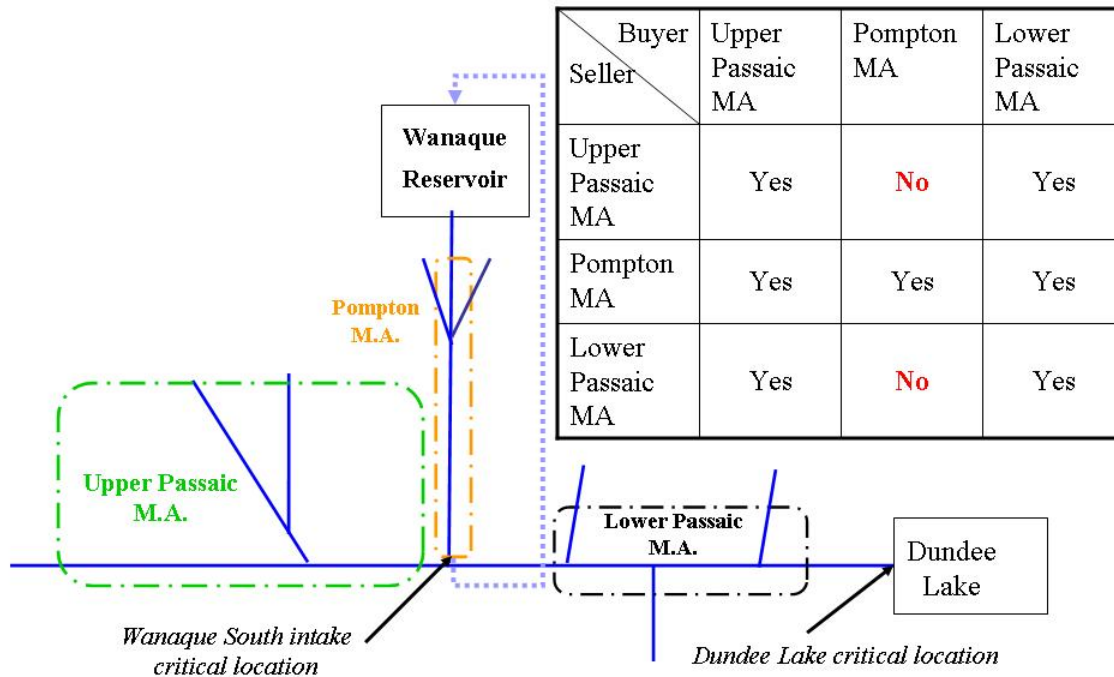 Buyer
Seller
Upper
Passaic
MA
Pompton
MA
Lower
Passaic
MA
Upper
Passaic
MA
Yes
No
Yes
Pompton
MA
Yes
Yes
Yes
Lower
Passaic
MA
Yes
No
Yes
Wanaque
Reservoir
Pompton
M.A.
Upper Passaic
M.A.
Lower Passaic
M.A.
Dundee
Lake
Wanaque South intake
critical location
Dundee Lake critical location